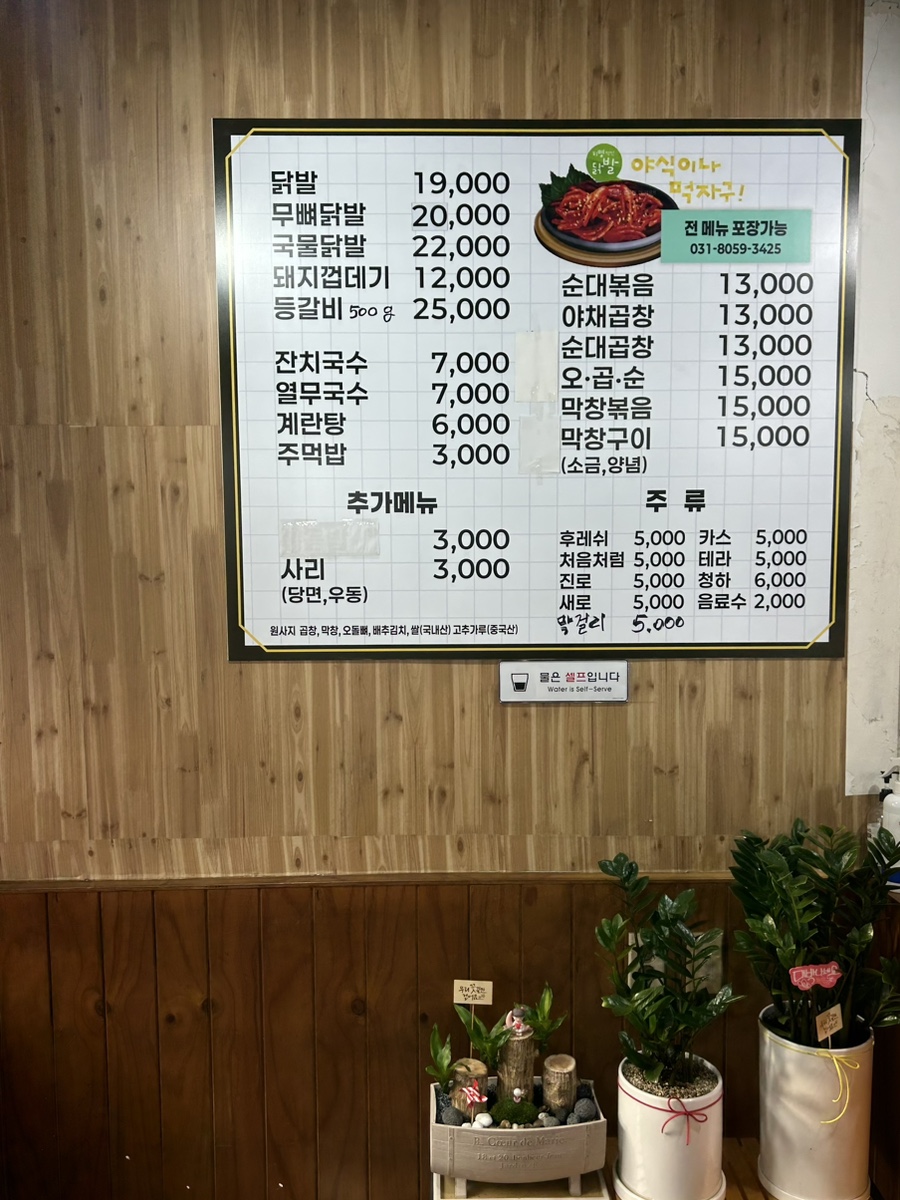 닭발 19,000
무뼈닭발 20,000
국물닭발 22,000
돼지껍데기 12,000
등갈비 500g 25,000
잔치국수 7,000
열무국수 7,000
계란탕 6,000
주먹밥 3,000
추가메뉴
3,000
사리 3,000
(당면,우동)
원산지 곱창, 막창, 오돌뼈, 배추김치, 쌀(국내산) 고추가루(중국산)
닭발
야식이나
먹자구!
전 메뉴 포장가능
031-8059-3425
순대볶음 13,000
야채곱창 13,000
순대곱창 13,000
오·곱·순 15,000
막창볶음 15,000
막창구이 15,000
(소금,양념)
주 류
후레쉬 5,000 카스 5,000
처음처럼 5,000 테라 5,000
진로 5,000 청하 6,000
새로 5,000 음료수 2,000
막걸리 5.000
물은 셀프입니다
Water is Self-Serve